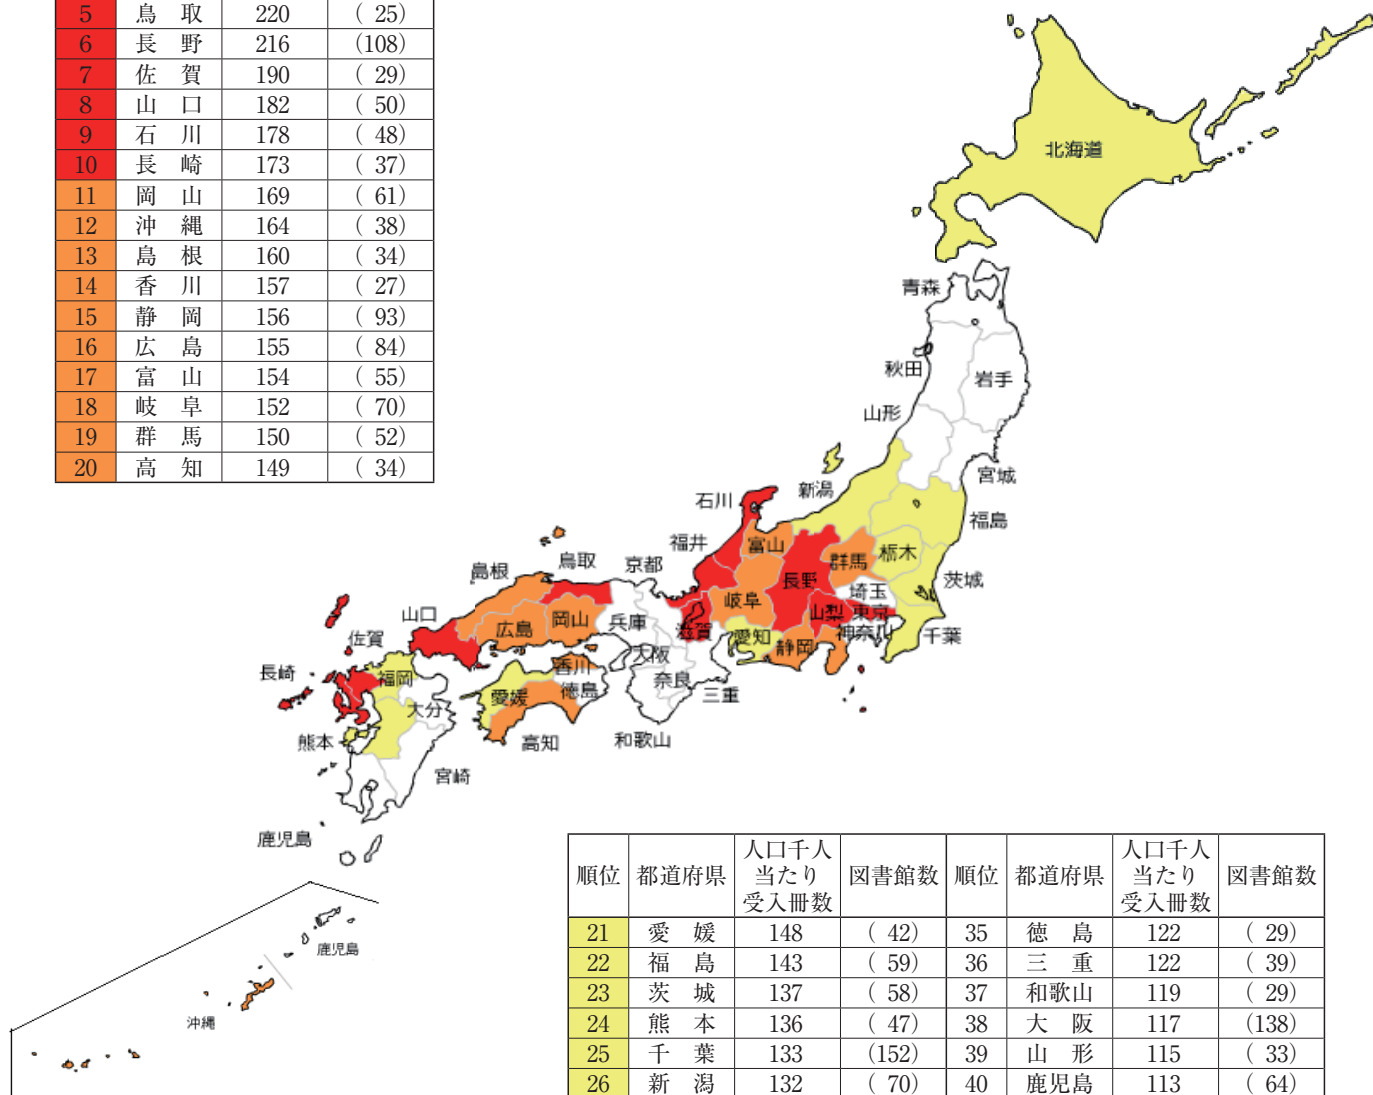 5 鳥取 220 ( 25)
6 長野 216 (108)
7 佐賀 190 ( 29)
8 山口 182 ( 50)
9 石川 178 ( 48)
10 長崎 173 ( 37)
11 岡山 169 ( 61)
12 沖縄 164 ( 38)
13 島根 160 ( 34)
14 香川 157 ( 27)
15 静岡 156 ( 93)
16 広島 155 ( 84)
17 富山 154 ( 55)
18 岐阜 152 ( 70)
19 群馬 150 ( 52)
20 高知 149 ( 34)
北海道
青森
秋田
岩手
山形
宮城
新潟
石川
福島
福井
富山
群馬
栃木
鳥取
京都
島根
長野
茨城
埼玉
岐阜
山梨
東京
山口
岡山
兵庫
広島
滋賀
愛知
神奈川
千葉
佐賀
静岡
大阪
香川
長崎
福岡
奈良
徳島
愛媛
三重
大分
熊本
高知
和歌山
宮崎
鹿児島
鹿児島
沖縄
順位 都道府県 人口千人当たり受入冊数 図書館数 順位 都道府県 人口千人当たり受入冊数 図書館数
21 愛媛 148 ( 42) 35 徳島 122 ( 29)
22 福島 143 ( 59) 36 三重 122 ( 39)
23 茨城 137 ( 58) 37 和歌山 119 ( 29)
24 熊本 136 ( 47) 38 大阪 117 (138)
25 千葉 133 (152) 39 山形 115 ( 33)
26 新潟 132 ( 70) 40 鹿児島 113 ( 64)